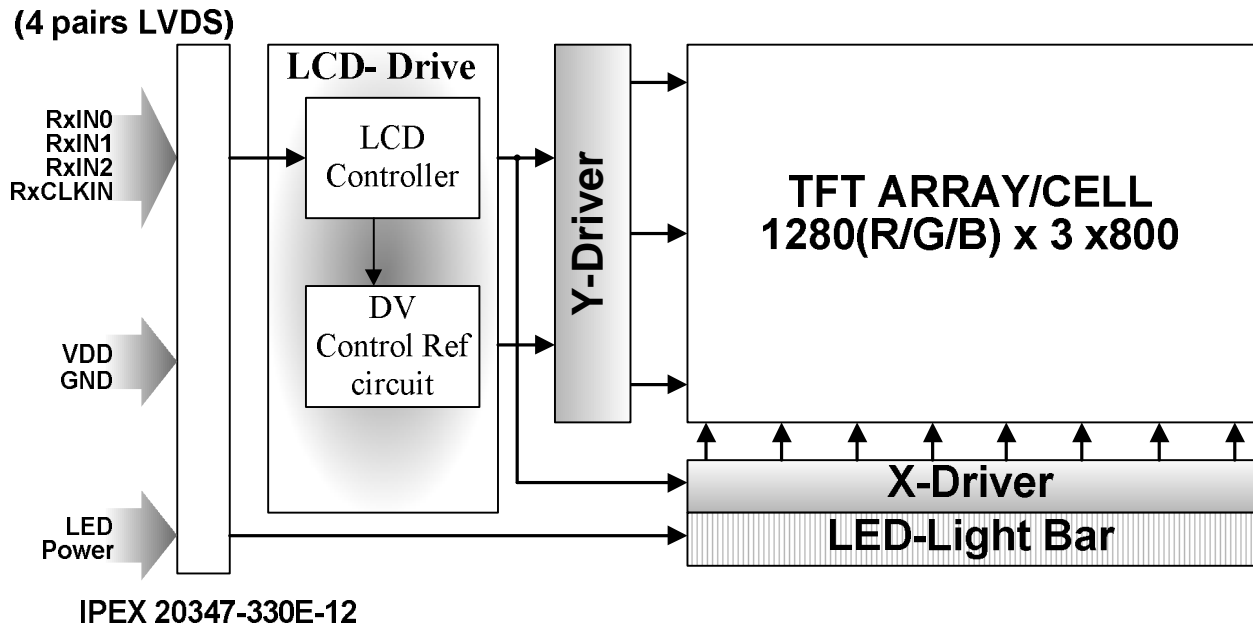 (4 pairs LVDS)
RxIN0
RxIN1
RxIN2
RxCLKIN
VDD
GND
LED
Power
IPEX 20347-330E-12
LCD- Drive
LCD
Controller
DV
Control Ref
circuit
Y-Driver
TFT ARRAY/CELL
1280(R/G/B) x 3 x800
X-Driver
LED-Light Bar